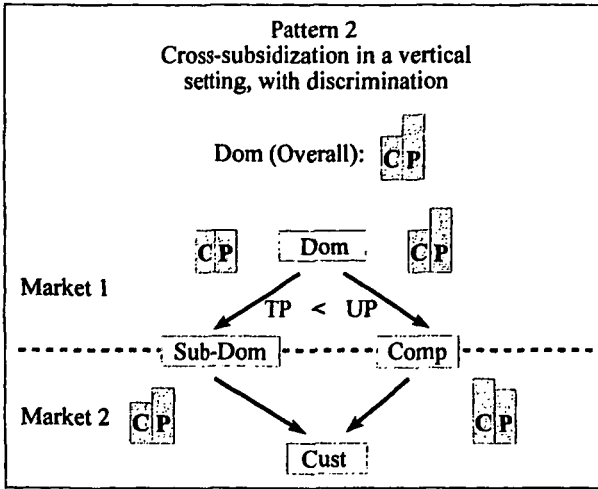 Pattern 2
Cross-subsidization in a vertical
setting, with discrimination
Dom (Overall): C P
C P Dom C P
Market 1
TP < UP
Sub-Dom Comp
Market 2 C P C P
Cust